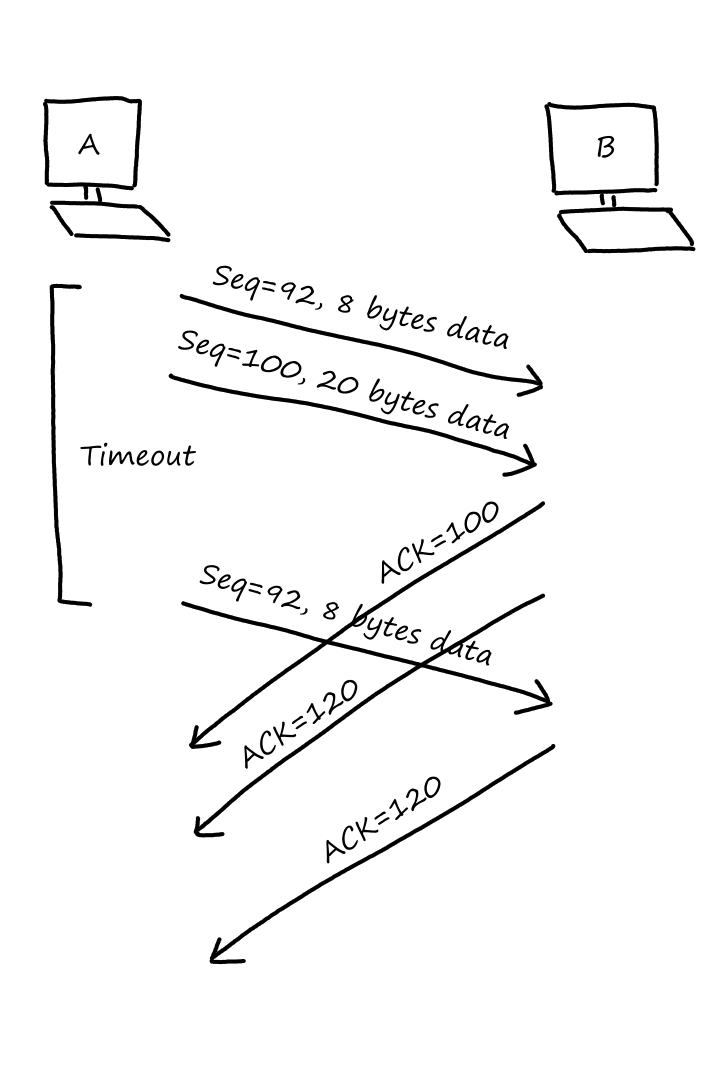 A
B
Seq=92, 8 bytes data
Seq=100, 20 bytes data
Timeout
ACK=100
Seq=92, 8 bytes data
ACK=120
ACK=120